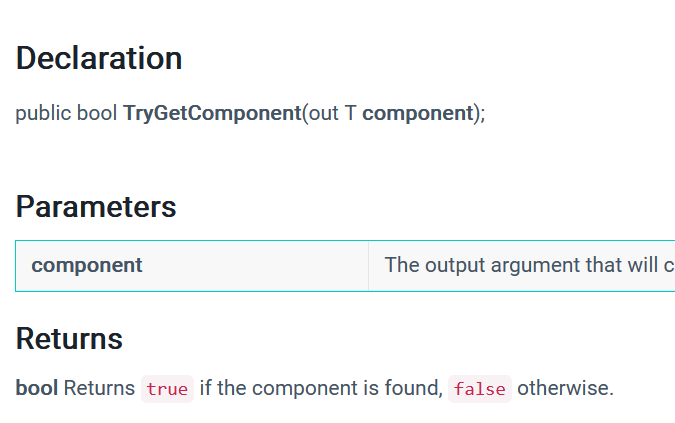 Declaration
public bool TryGetComponent(out T component);
Parameters
component The output argument that will c
Returns
bool Returns true if the component is found, false otherwise.